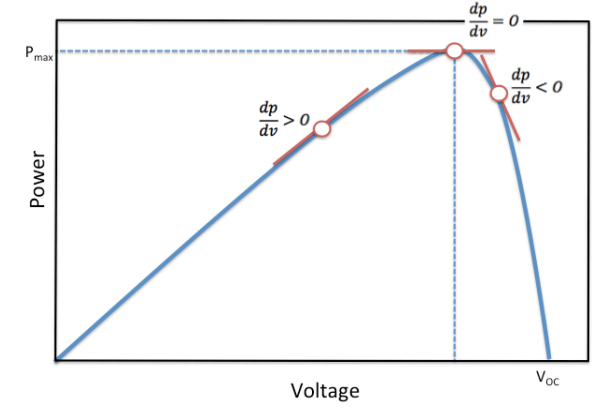 dp/dv = 0
Pmax
dp/dv < 0
dp/dv > 0
Power
VOC
Voltage